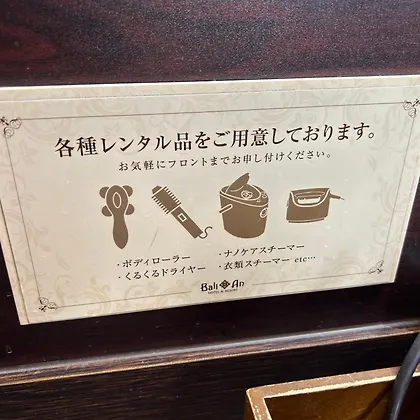 各種レンタル品をご用意しております。
お気軽にフロントまでお申し付けください。
・ボディローラー
・くるくるドライヤー
・ナノケアスチーマー
・衣類スチーマー etc…
Bali An
HOTEL & RESORT